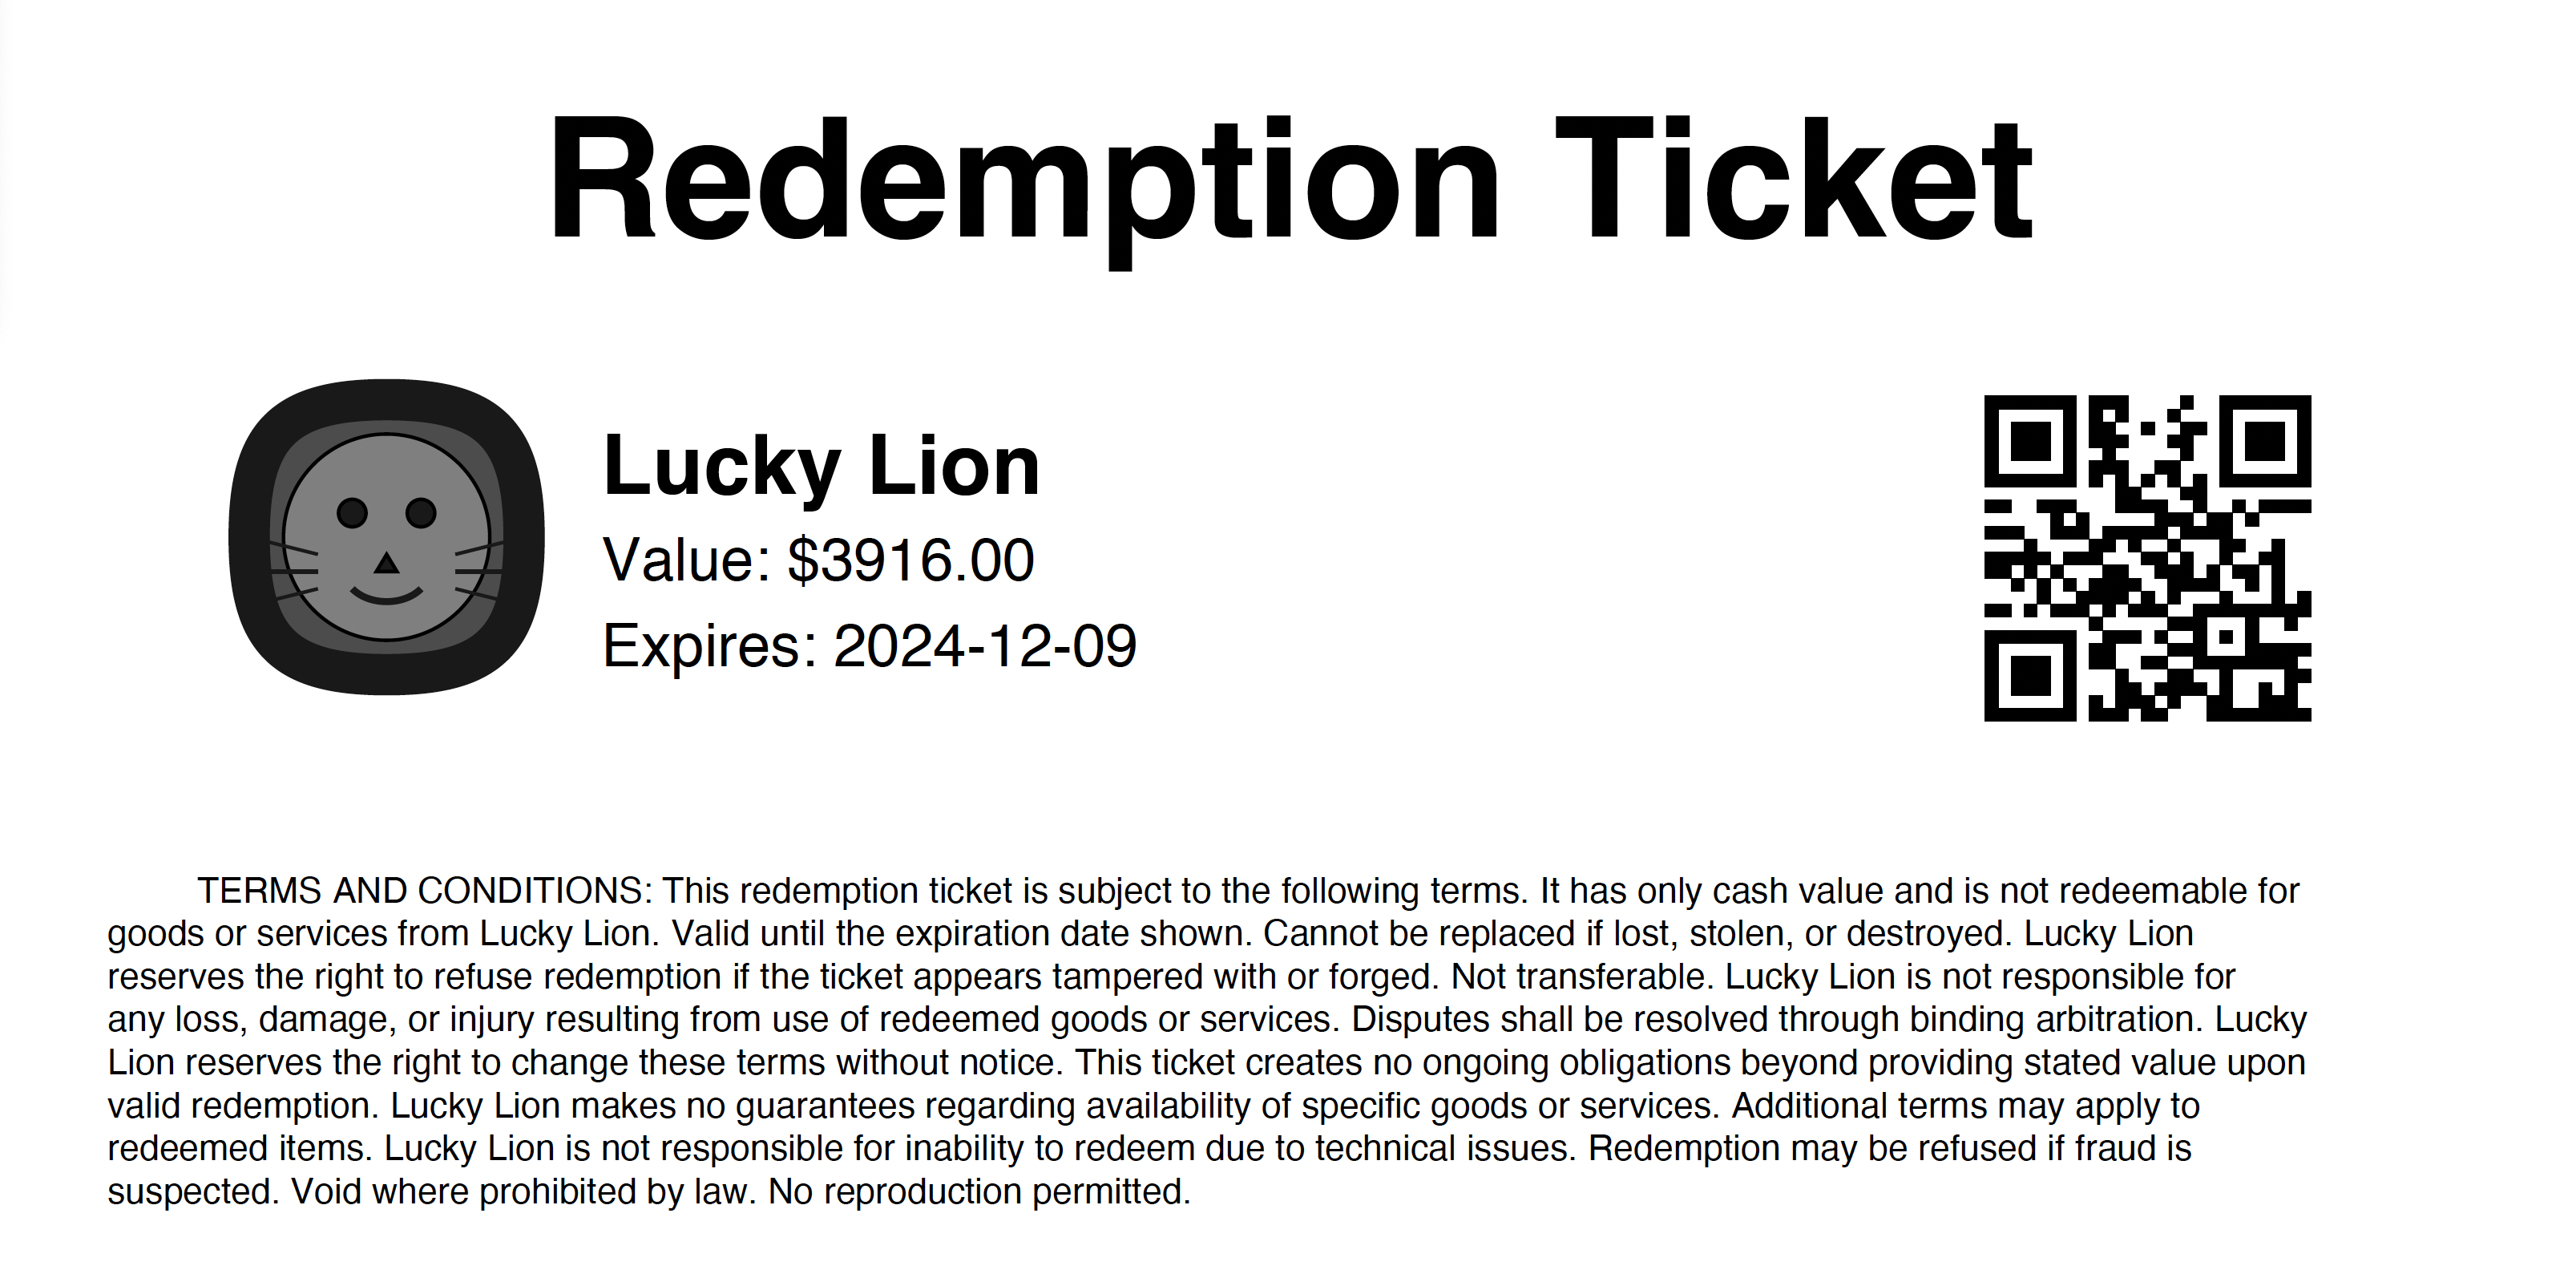 Redemption Ticket
Lucky Lion
Value: $3916.00
Expires: 2024-12-09
TERMS AND CONDITIONS: This redemption ticket is subject to the following terms. It has only cash value and is not redeemable for
goods or services from Lucky Lion. Valid until the expiration date shown. Cannot be replaced if lost, stolen, or destroyed. Lucky Lion
reserves the right to refuse redemption if the ticket appears tampered with or forged. Not transferable. Lucky Lion is not responsible for
any loss, damage, or injury resulting from use of redeemed goods or services. Disputes shall be resolved through binding arbitration. Lucky
Lion reserves the right to change these terms without notice. This ticket creates no ongoing obligations beyond providing stated value upon
valid redemption. Lucky Lion makes no guarantees regarding availability of specific goods or services. Additional terms may apply to
redeemed items. Lucky Lion is not responsible for inability to redeem due to technical issues. Redemption may be refused if fraud is
suspected. Void where prohibited by law. No reproduction permitted.